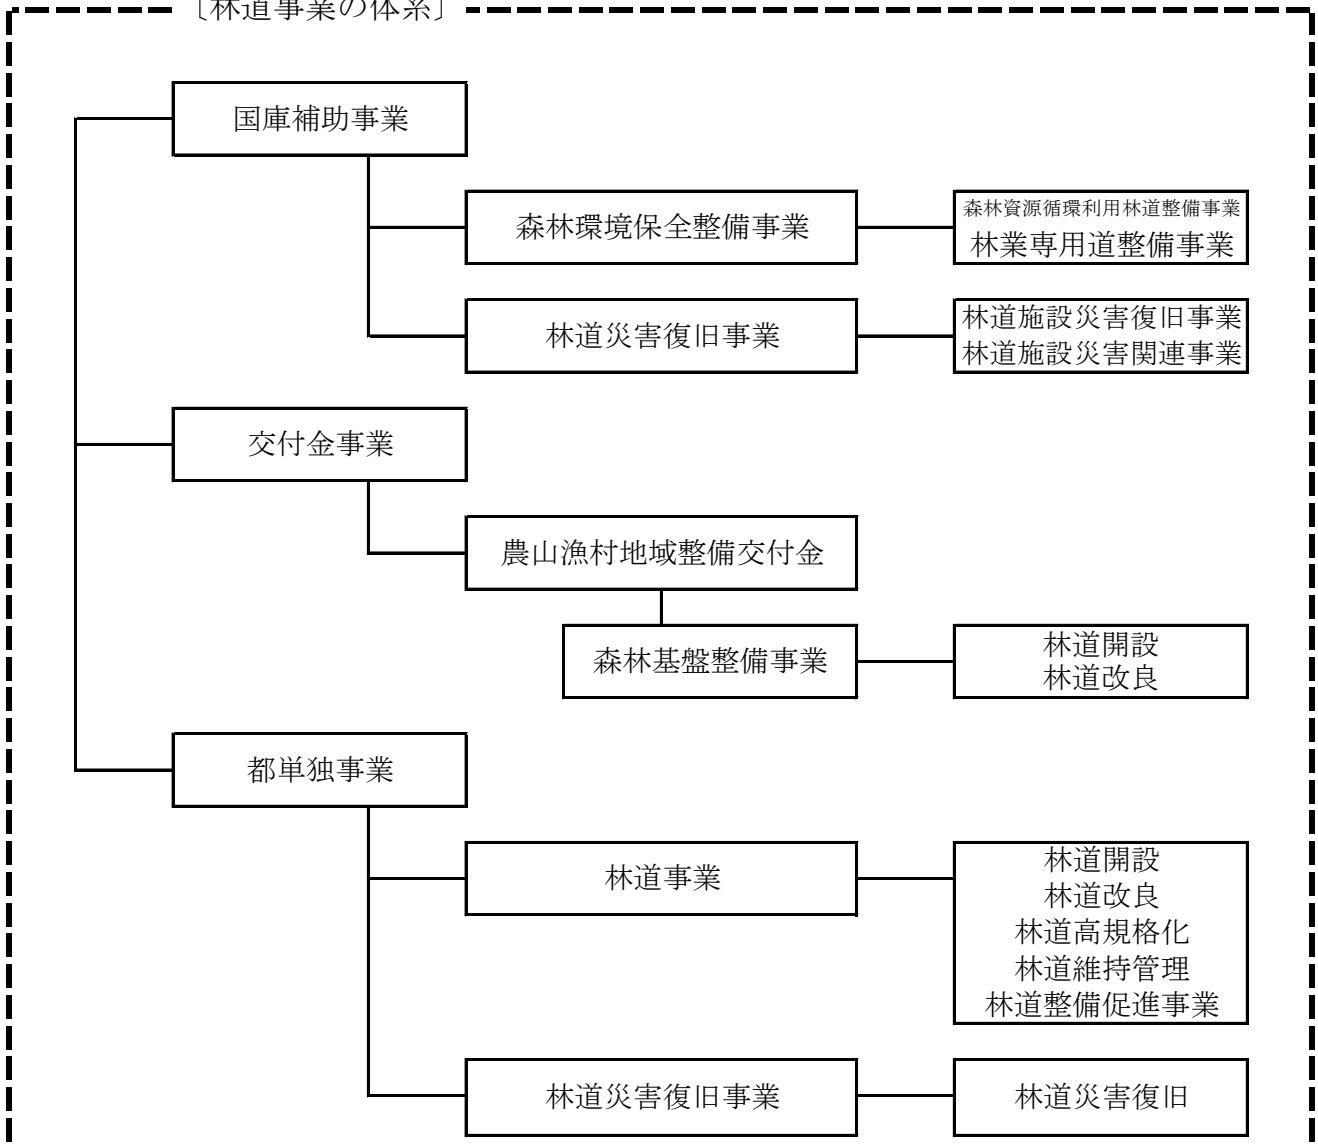 〔林道事業の体系〕
国庫補助事業
森林環境保全整備事業
森林資源循環利用林道整備事業
林業専用道整備事業
林道災害復旧事業
林道施設災害復旧事業
林道施設災害関連事業
交付金事業
農山漁村地域整備交付金
森林基盤整備事業
林道開設
林道改良
都単独事業
林道事業
林道開設
林道改良
林道高規格化
林道維持管理
林道整備促進事業
林道災害復旧事業
林道災害復旧